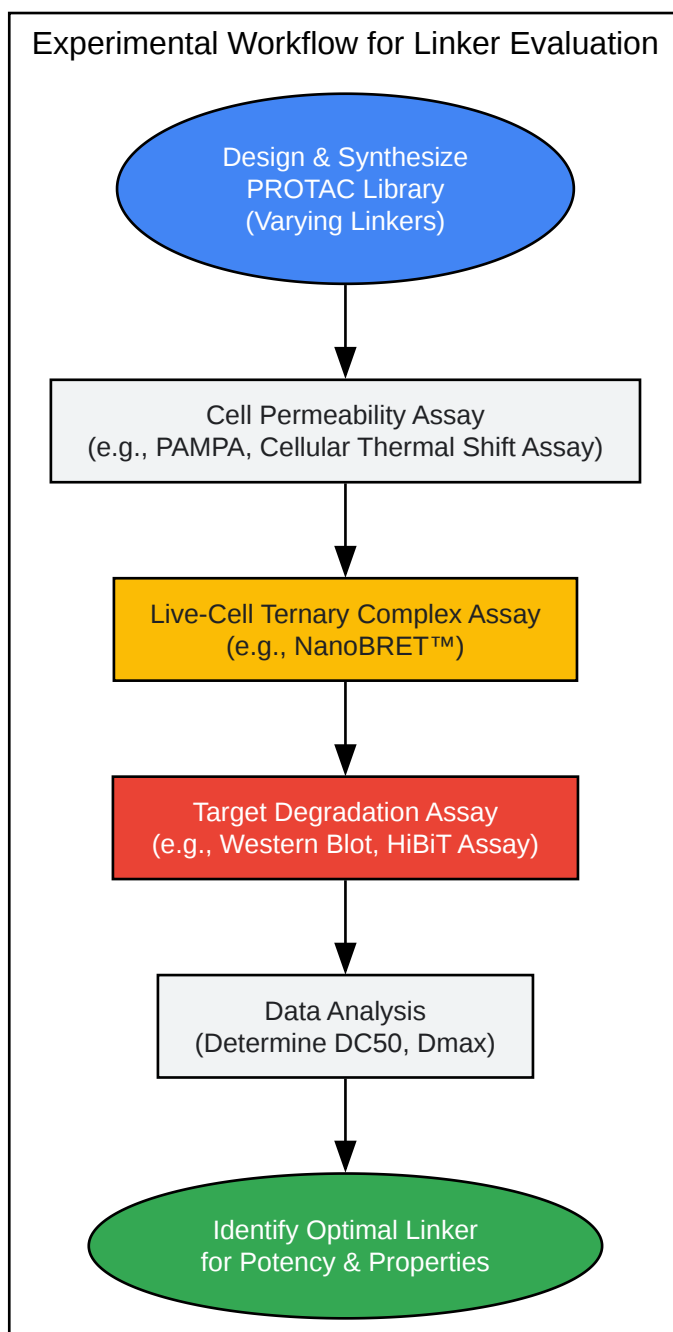 Experimental Workflow for Linker Evaluation
Design & Synthesize
PROTAC Library
(Varying Linkers)
Cell Permeability Assay
(e.g., PAMPA, Cellular Thermal Shift Assay)
Live-Cell Ternary Complex Assay
(e.g., NanoBRET™)
Target Degradation Assay
(e.g., Western Blot, HiBiT Assay)
Data Analysis
(Determine DC50, Dmax)
Identify Optimal Linker
for Potency & Properties